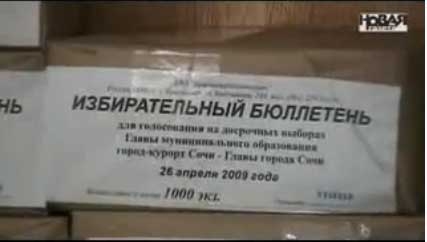 НОВАЯ
ИЗБИРАТЕЛЬНЫЙ БЮЛЛЕТЕНЬ
для голосования на досрочных выборах
Главы муниципального образования
город-курорт Сочи - Главы города Сочи
26 апреля 2009 года
1000 экз.